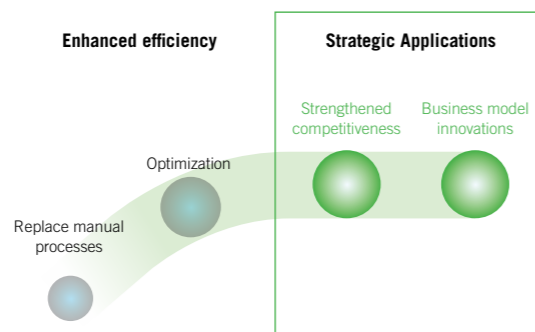 Enhanced efficiency
Strategic Applications
Strengthened
competitiveness
Business model
innovations
Optimization
Replace manual
processes